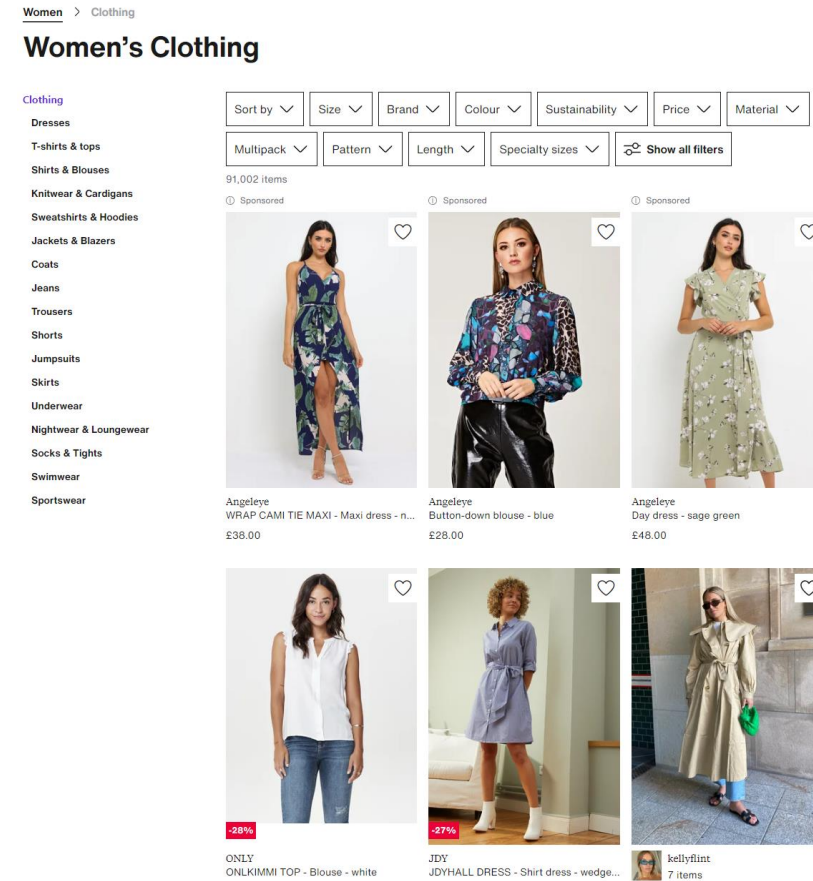 Women > Clothing
Women's Clothing
Clothing
Dresses
T-shirts & tops
Shirts & Blouses
Knitwear & Cardigans
Sweatshirts & Hoodies
Jackets & Blazers
Coats
Jeans
Trousers
Shorts
Jumpsuits
Skirts
Underwear
Nightwear & Loungewear
Socks & Tights
Swimwear
Sportswear
Sort by Size Brand Colour Sustainability Price Material
Multipack Pattern Length Specialty sizes Show all filters
91,002 items
Sponsored Sponsored Sponsored
Angeleye Angeleye Angeleye
WRAP CAMI TIE MAXI - Maxi dress - n... Button-down blouse - blue Day dress - sage green
£38.00 £28.00 £48.00
-28% -27%
ONLY JDY kellyflint
ONLKIMMI TOP - Blouse - white JDYHALL DRESS - Shirt dress - wedge... 7 items